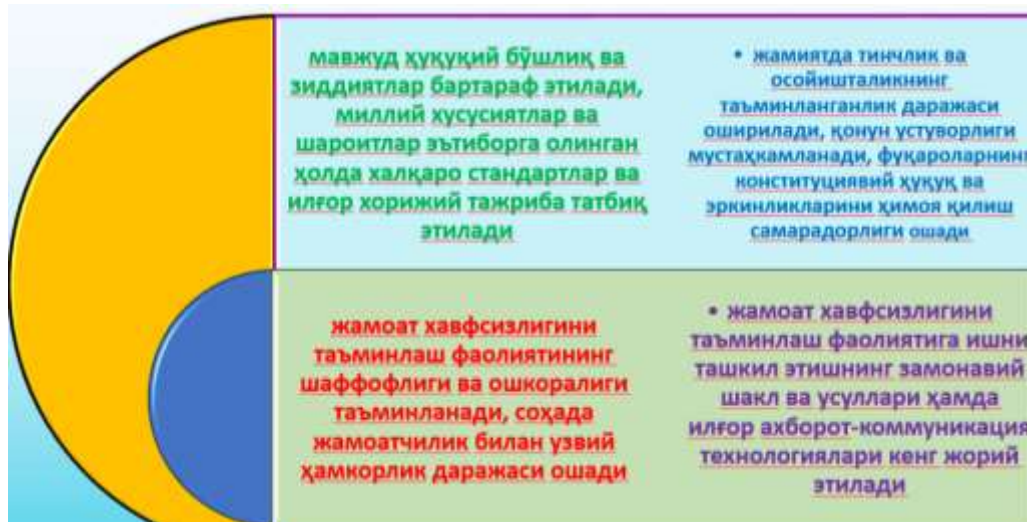 мавжуд ҳуқуқий бўшлиқ ва
зиддиятлар бартараф этилади,
миллий хусусиятлар ва
шароитлар эътиборга олинган
ҳолда халқаро стандартлар ва
илғор хорижий тажриба татбиқ
этилади
• жамиятда тинчлик ва
осойишталикнинг
таъминланганлик даражаси
оширилади, қонун устуворлиги
мустаҳкамланади, фуқароларнинг
конституциявий ҳуқуқ ва
эркинликларини ҳимоя қилиш
самарадорлиги ошади
жамоат хавфсизлигини
таъминлаш фаолиятининг
шаффофлиги ва ошкоралиги
таъминланади, соҳада
жамоатчилик билан узвий
ҳамкорлик даражаси ошади
• жамоат хавфсизлигини
таъминлаш фаолиятига ишни
ташкил этишнинг замонавий
шакл ва усуллари ҳамда
илғор ахборот-коммуникация
технологиялари кенг жорий
этилади